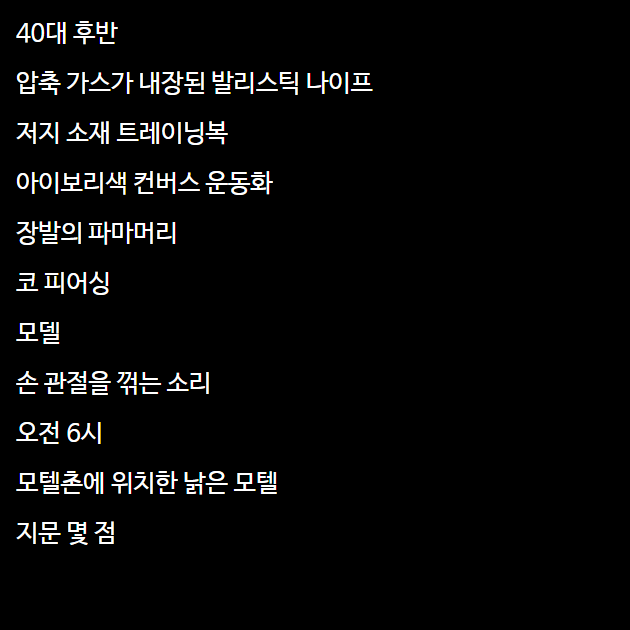 40대 후반
압축 가스가 내장된 발리스틱 나이프
저지 소재 트레이닝복
아이보리색 컨버스 운동화
장발의 파마머리
코 피어싱
모델
손 관절을 꺾는 소리
오전 6시
모텔촌에 위치한 낡은 모텔
지문 몇 점